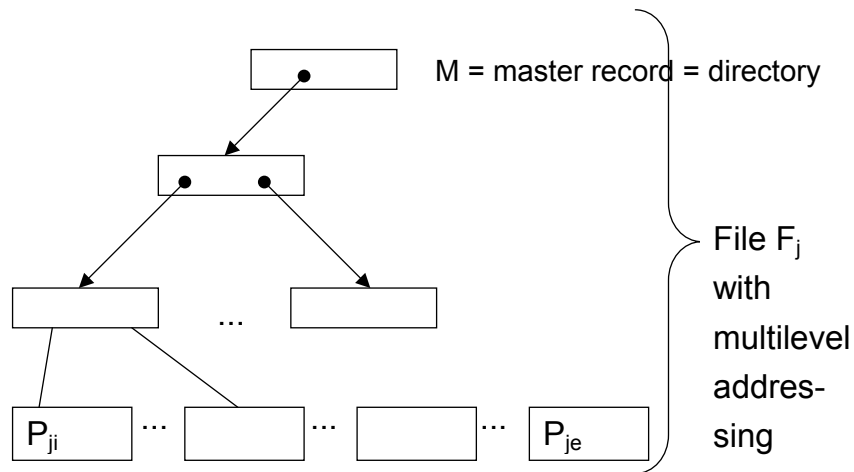 M = master record = directory
File Fj
with
multilevel
addres-
sing
...
Pji ... ... ... Pje